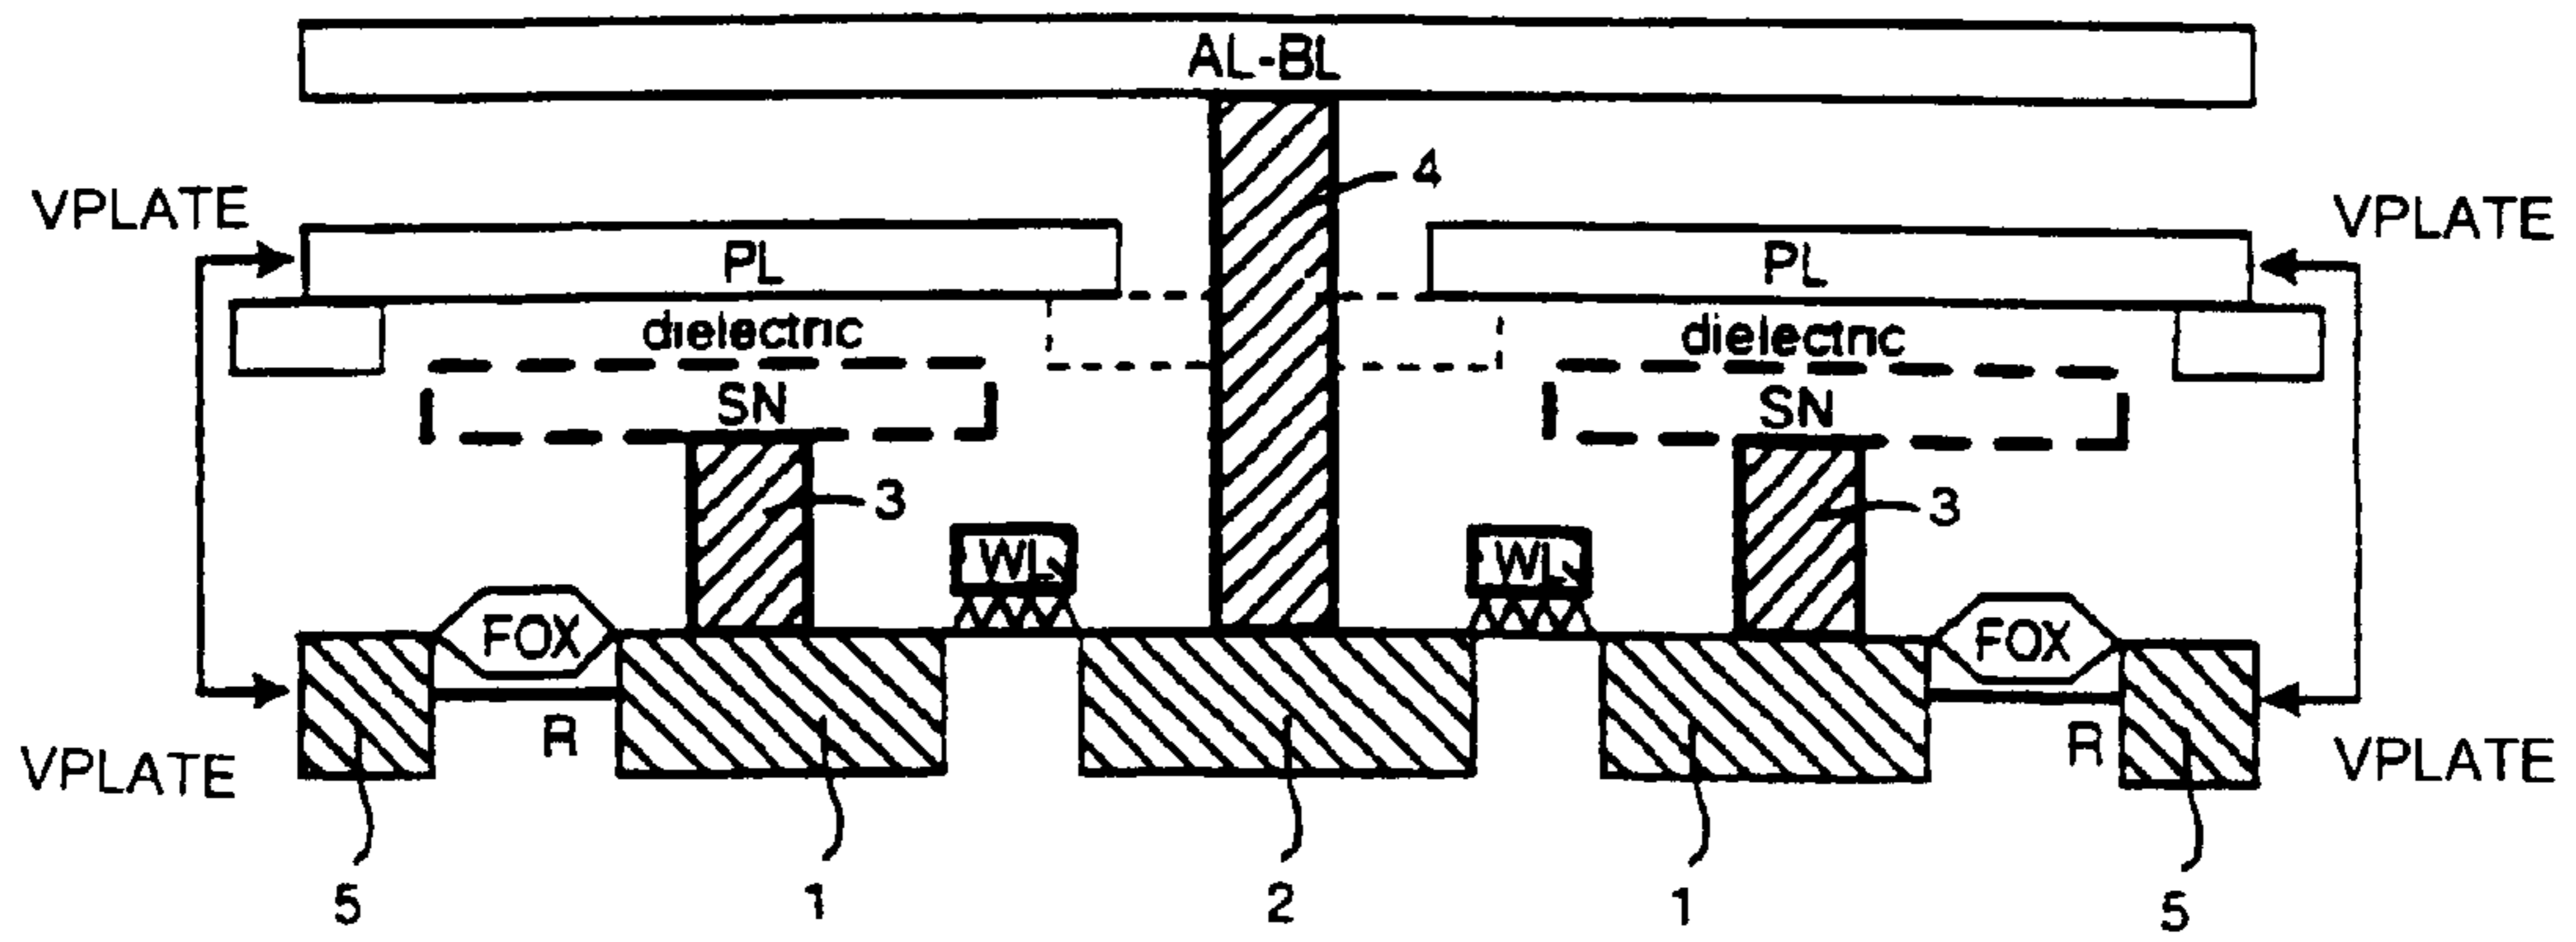 AL-BL
4
VPLATE VPLATE
PL PL
dielectric dielectric
SN SN
3 3
WL WL
FOX FOX
R R
VPLATE VPLATE
5 1 2 1 5